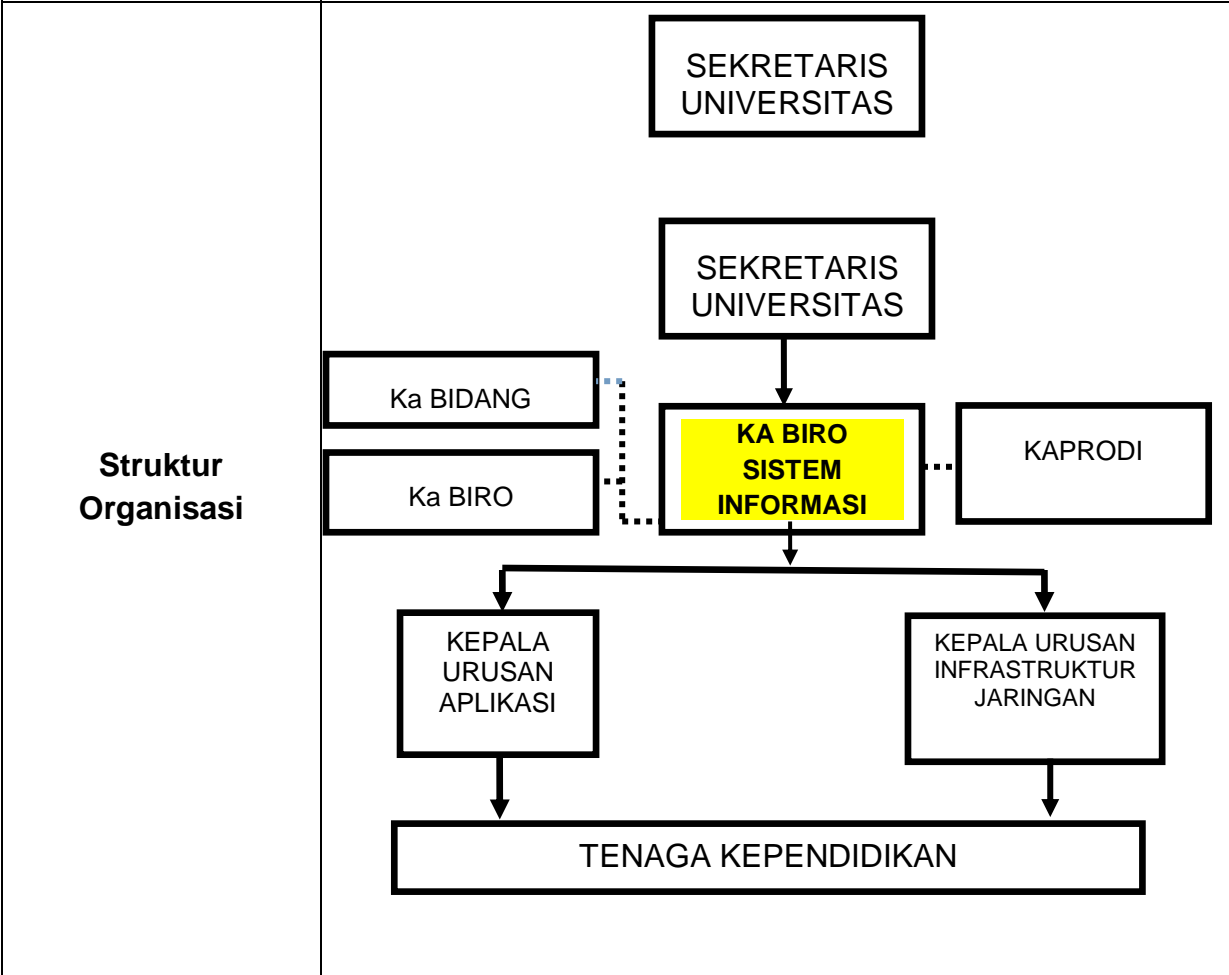 Struktur
Organisasi
SEKRETARIS
UNIVERSITAS
SEKRETARIS
UNIVERSITAS
Ka BIDANG
Ka BIRO
KA BIRO
SISTEM
INFORMASI
KAPRODI
KEPALA
URUSAN
APLIKASI
KEPALA URUSAN
INFRASTRUKTUR
JARINGAN
TENAGA KEPENDIDIKAN